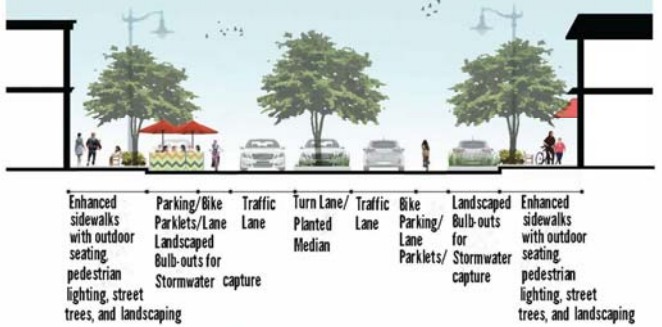 Enhanced
sidewalks
with outdoor
seating,
pedestrian
lighting, street
trees, and landscaping
Parking/Bike
Parklets/Lane
Landscaped
Bulb-outs for
Stormwater capture
Traffic
Lane
Turn Lane/
Planted
Median
Traffic
Lane
Bike
Parking/
Lane
Parklets/
Landscaped
Bulb-outs
for
Stormwater
capture
Enhanced
sidewalks
with outdoor
seating,
pedestrian
lighting, street
trees, and landscaping